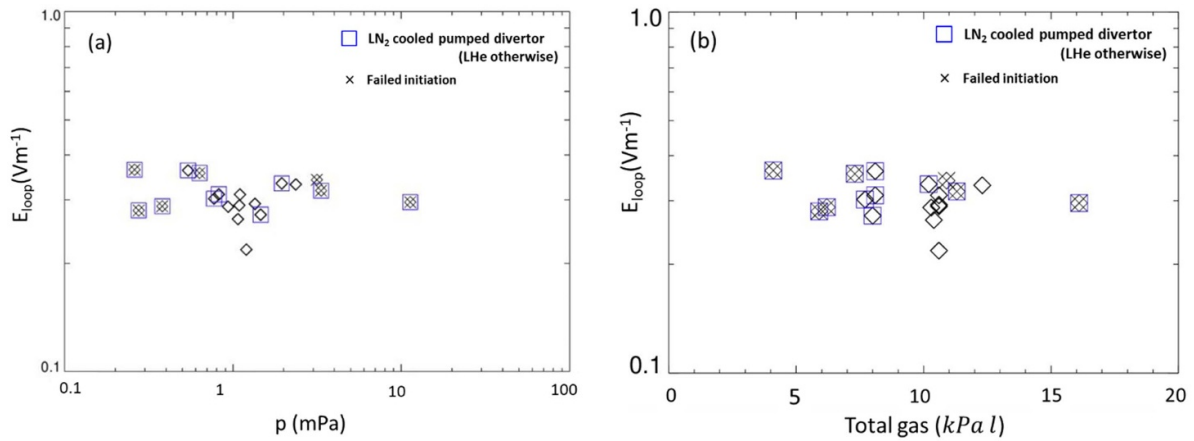 1.0
(a)
LN₂ cooled pumped divertor
(LHe otherwise)
Failed initiation
E_loop(Vm⁻¹)
0.1
0.1
1
10
100
p (mPa)
1.0
(b)
LN₂ cooled pumped divertor
(LHe otherwise)
Failed initiation
E_loop(Vm⁻¹)
0.1
0
5
10
15
20
Total gas (kPa l)